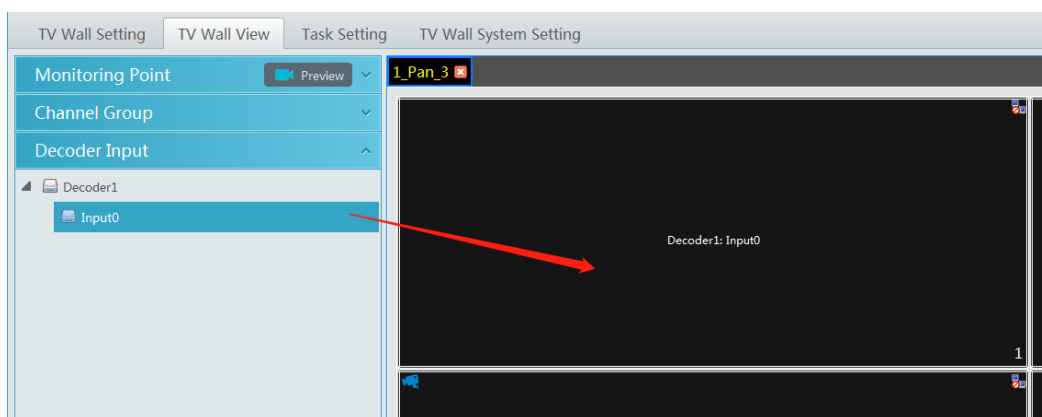 TV Wall Setting TV Wall View Task Setting TV Wall System Setting
Monitoring Point Preview
1_Pan_3
Channel Group
Decoder Input
Decoder1
Input0
Decoder1: Input0
1